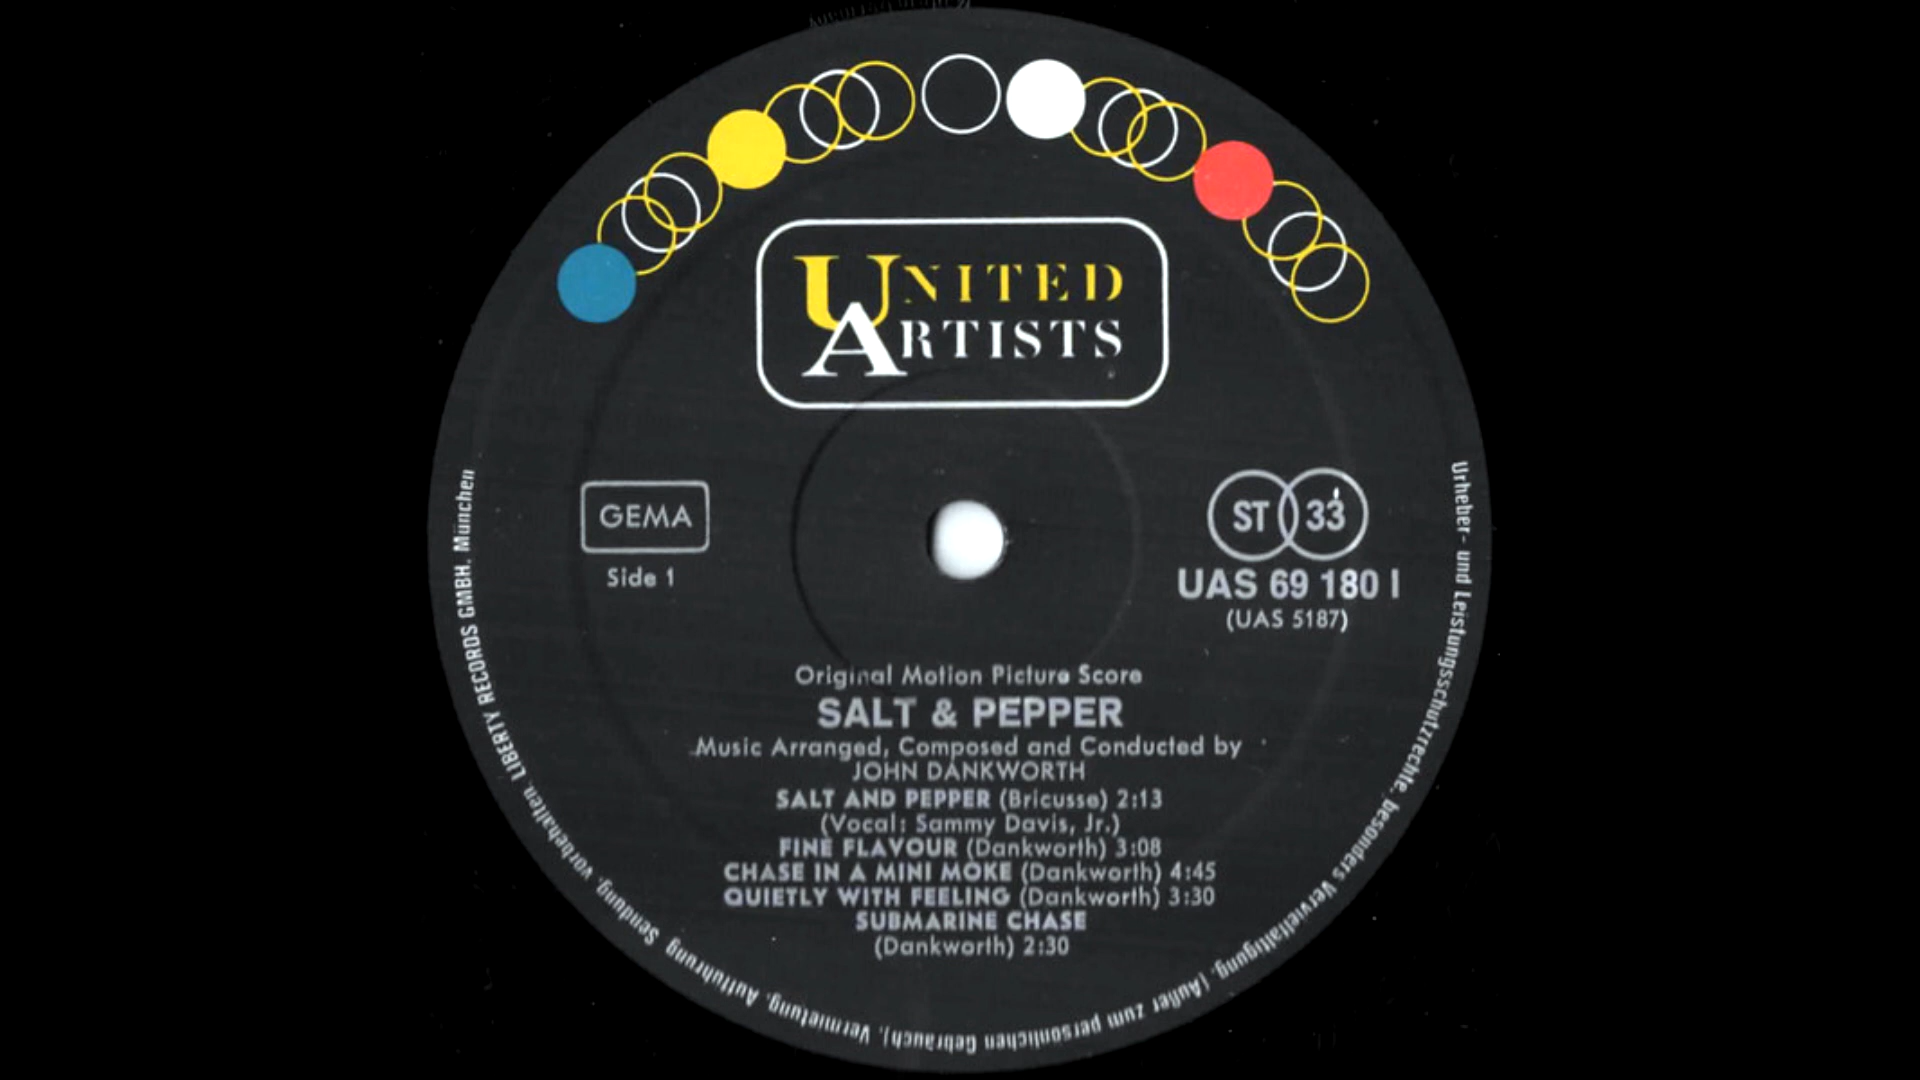 UNITED
ARTISTS
GEMA
Side 1
ST 33
UAS 69 180 I
(UAS 5187)
Original Motion Picture Score
SALT & PEPPER
Music Arranged, Composed and Conducted by
JOHN DANKWORTH
SALT AND PEPPER (Bricusse) 2:13
(Vocal: Sammy Davis, Jr.)
FINE FLAVOUR (Dankworth) 3:08
CHASE IN A MINI MOKE (Dankworth) 4:45
QUIETLY WITH FEELING (Dankworth) 3:30
SUBMARINE CHASE
(Dankworth) 2:30
Urheber- und Leistungsschutzrechte, besonders Vervielfältigung, (Außer zum persönlichen Gebrauch), Vermietung, Aufführung, Sendung, vorbehalten. LIBERTY RECORDS GMBH. München